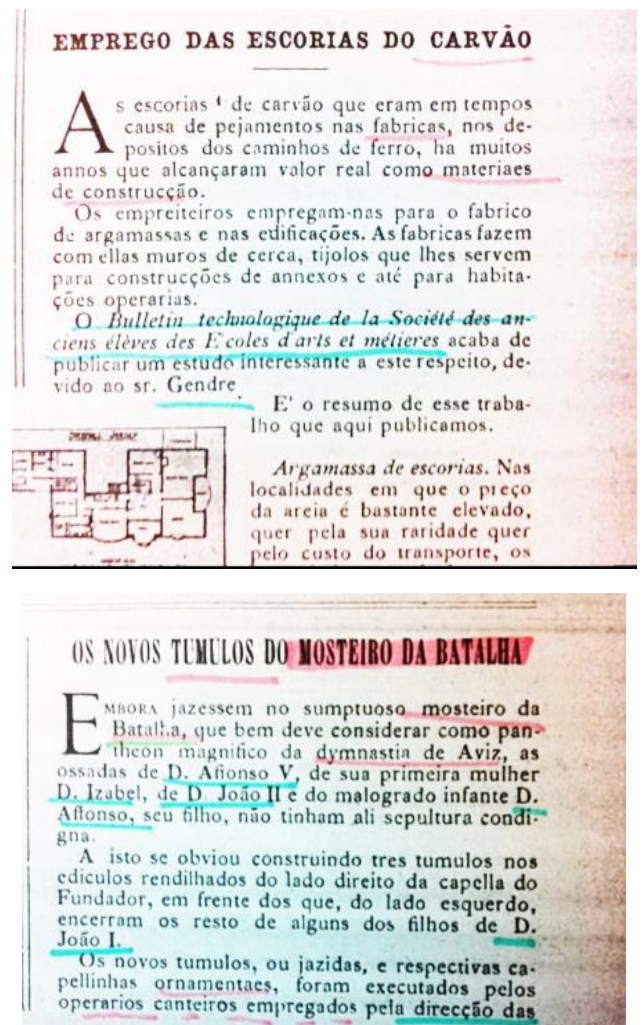 EMPREGO DAS ESCORIAS DO CARVÃO
As escorias ¹ de carvão que eram em tempos
causa de pejamentos nas fabricas, nos de-
positos dos caminhos de ferro, ha muitos
annos que alcançaram valor real como materiaes
de construcção.
Os empreiteiros empregam-nas para o fabrico
de argamassas e nas edificações. As fabricas fazem
com ellas muros de cerca, tijolos que lhes servem
para construcções de annexos e até para habita-
ções operarias.
O Bulletin technologique de la Société des an-
ciens élèves des E'coles d'arts et métieres acaba de
publicar um estudo interessante a este respeito, de-
vido ao sr. Gendre.
E' o resumo de esse traba-
lho que aqui publicamos.
Argamassa de escorias. Nas
localidades em que o preço
da areia é bastante elevado,
quer pela sua raridade quer
pelo custo do transporte, os
OS NOVOS TUMULOS DO MOSTEIRO DA BATALHA
EMBORA jazessem no sumptuoso mosteiro da
Batalha, que bem deve considerar como pan-
theon magnifico da dymnastia de Aviz, as
ossadas de D. Affonso V, de sua primeira mulher
D. Izabel, de D. João II e do malogrado infante D.
Affonso, seu filho, não tinham ali sepultura condi-
gna.
A isto se obviou construindo tres tumulos nos
ediculos rendilhados do lado direito da capella do
Fundador, em frente dos que, do lado esquerdo,
encerram os resto de alguns dos filhos de D.
João I.
Os novos tumulos, ou jazidas, e respectivas ca-
pellinhas ornamentaes, foram executados pelos
operarios canteiros empregados pela direcção das